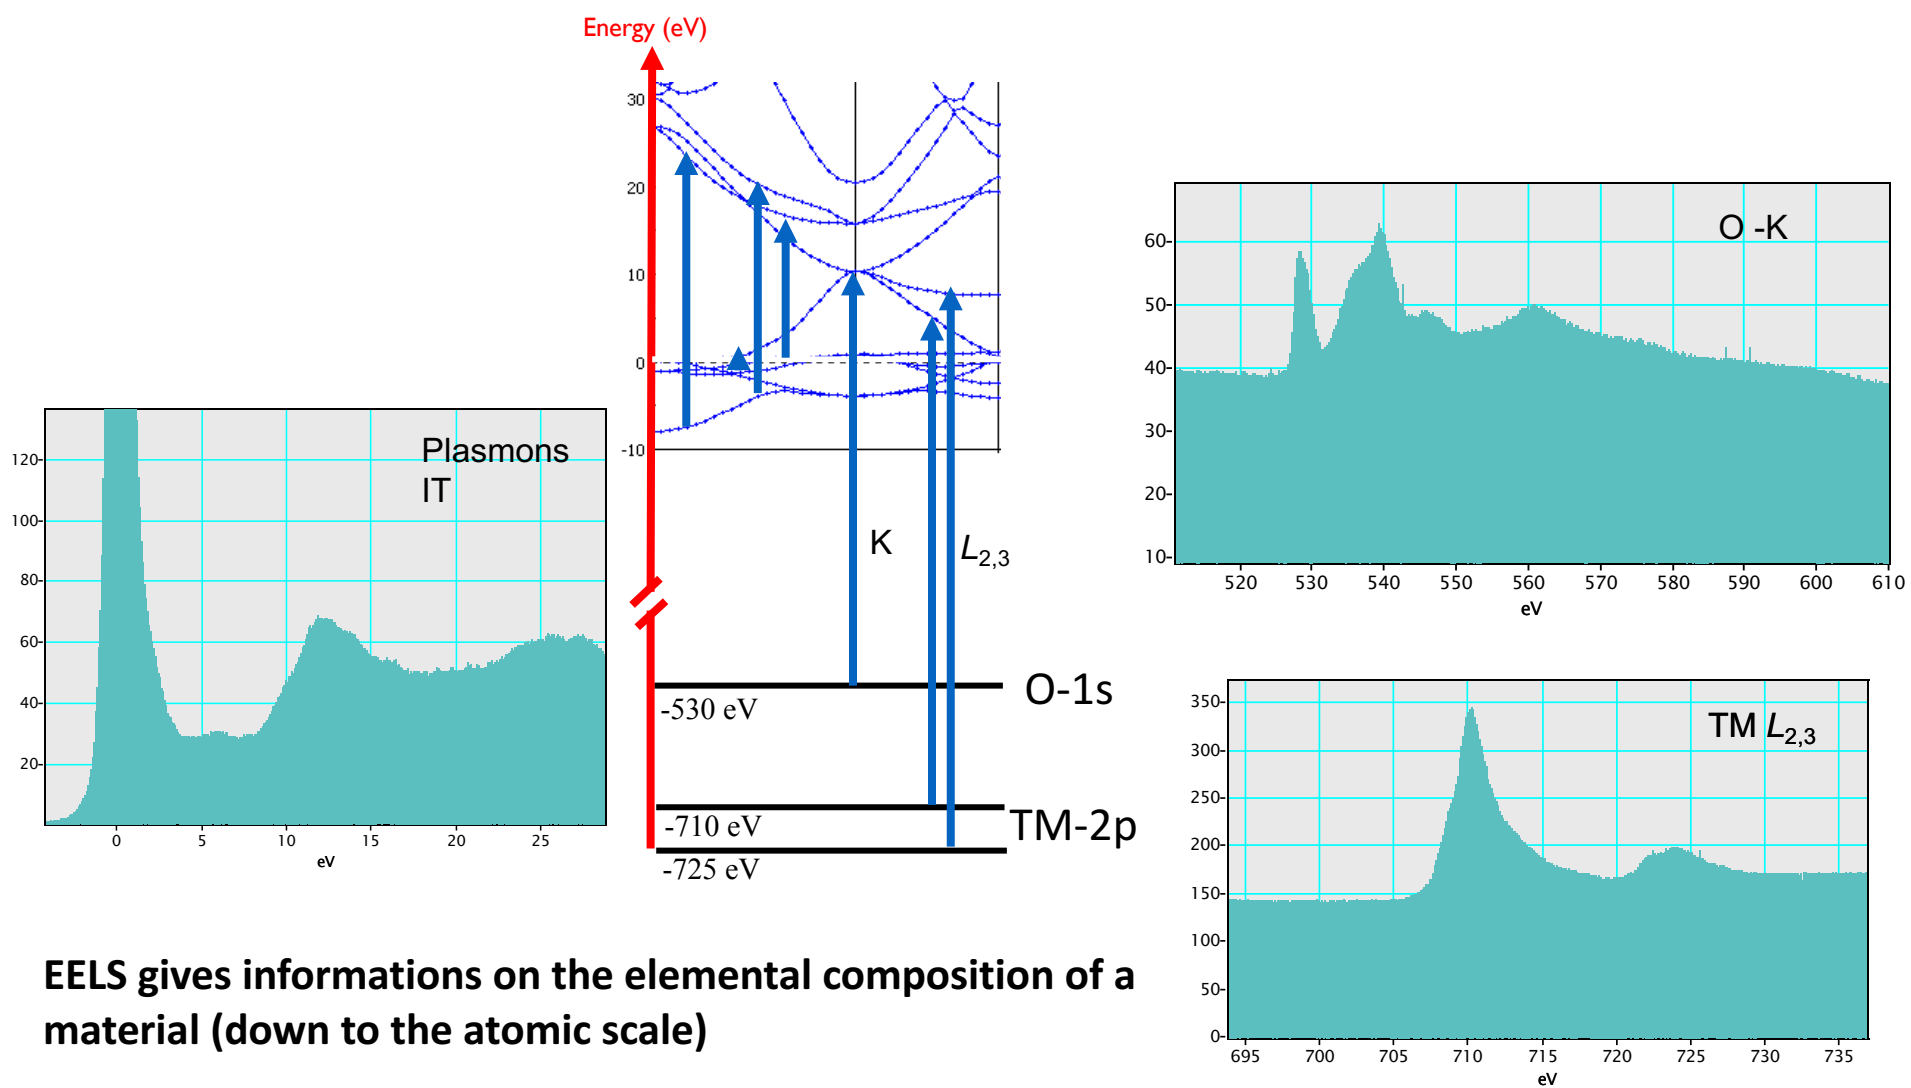 Energy (eV)
30
20
10
0
-10
K
L2,3
O-1s
-530 eV
TM-2p
-710 eV
-725 eV
Plasmons
IT
120
100
80
60
40
20
0 5 10 15 20 25
eV
O -K
60
50
40
30
20
10
520 530 540 550 560 570 580 590 600 610
eV
TM L2,3
350
300
250
200
150
100
50
0
695 700 705 710 715 720 725 730 735
eV
EELS gives informations on the elemental composition of a
material (down to the atomic scale)